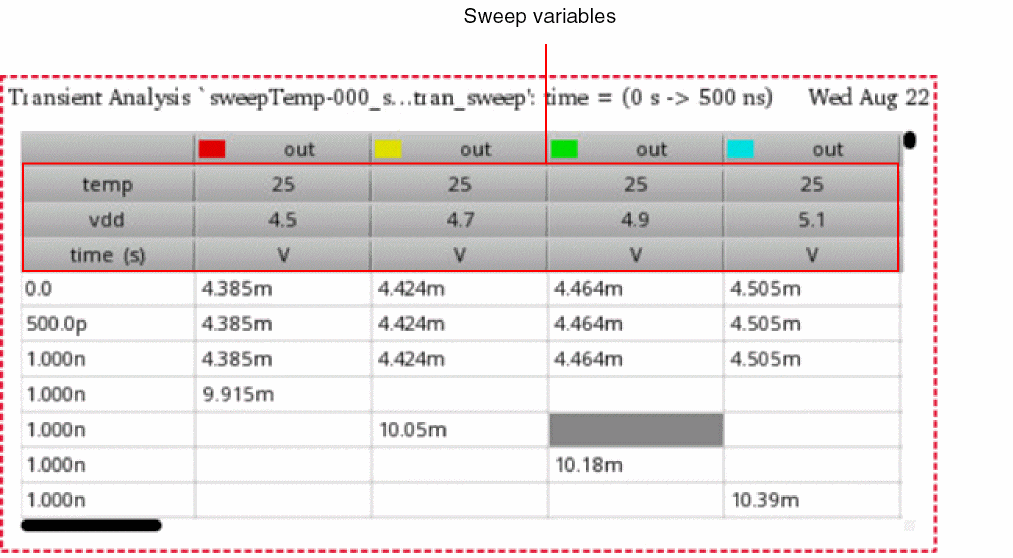 Sweep variables
Transient Analysis `sweepTemp-000_s...tran_sweep': time = (0 s -> 500 ns) Wed Aug 22
out out out out
temp 25 25 25 25
vdd 4.5 4.7 4.9 5.1
time (s) V V V V
0.0 4.385m 4.424m 4.464m 4.505m
500.0p 4.385m 4.424m 4.464m 4.505m
1.000n 4.385m 4.424m 4.464m 4.505m
1.000n 9.915m
1.000n 10.05m
1.000n 10.18m
1.000n 10.39m